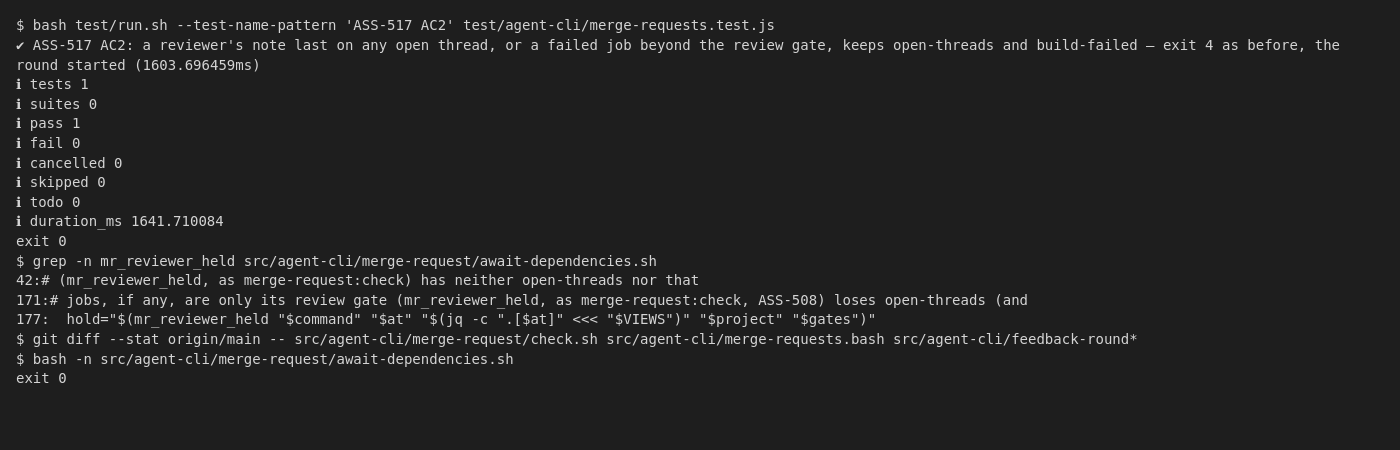 $ bash test/run.sh --test-name-pattern 'ASS-517 AC2' test/agent-cli/merge-requests.test.js
✔ ASS-517 AC2: a reviewer's note last on any open thread, or a failed job beyond the review gate, keeps open-threads and build-failed — exit 4 as before, the
round started (1603.696459ms)
ℹ tests 1
ℹ suites 0
ℹ pass 1
ℹ fail 0
ℹ cancelled 0
ℹ skipped 0
ℹ todo 0
ℹ duration_ms 1641.710084
exit 0
$ grep -n mr_reviewer_held src/agent-cli/merge-request/await-dependencies.sh
42:# (mr_reviewer_held, as merge-request:check) has neither open-threads nor that
171:# jobs, if any, are only its review gate (mr_reviewer_held, as merge-request:check, ASS-508) loses open-threads (and
177:  hold="$(mr_reviewer_held "$command" "$at" "$(jq -c ".[$at]" <<< "$VIEWS")" "$project" "$gates")"
$ git diff --stat origin/main -- src/agent-cli/merge-request/check.sh src/agent-cli/merge-requests.bash src/agent-cli/feedback-round*
$ bash -n src/agent-cli/merge-request/await-dependencies.sh
exit 0